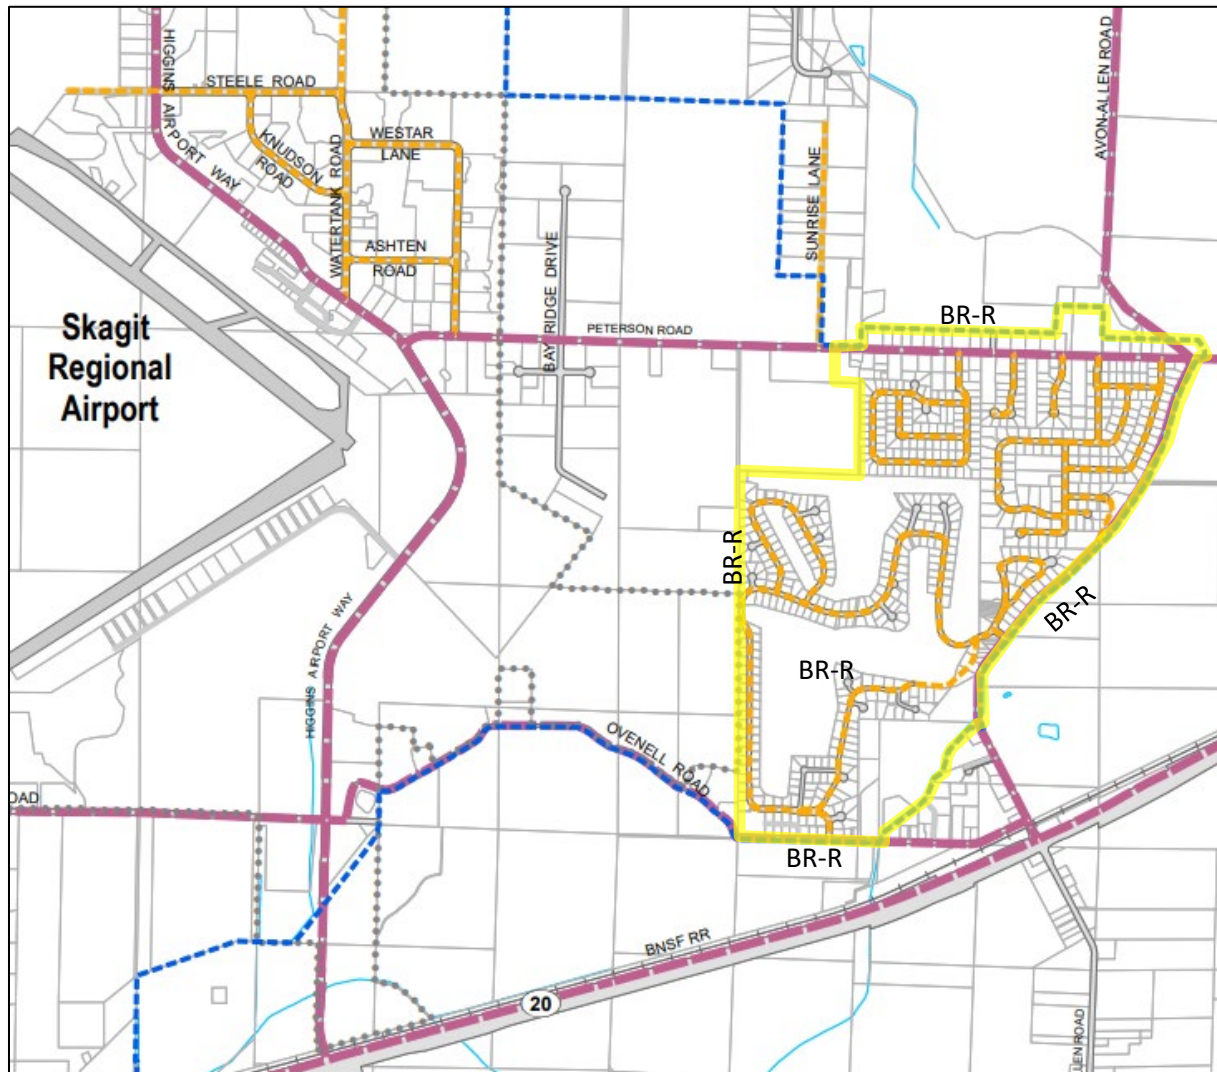 HIGGINS AIRPORT WAY
STEELE ROAD
KNUDSON
ROAD
WATERTANK ROAD
WESTAR
LANE
ASHTEN
ROAD
AVON-ALLEN ROAD
SUNRISE LANE
BAY RIDGE DRIVE
PETERSON ROAD
BR-R
Skagit
Regional
Airport
BR-R
BR-R
BR-R
HIGGINS AIRPORT WAY
OVENELL ROAD
OAD
BR-R
BNSF RR
20
LEN ROAD